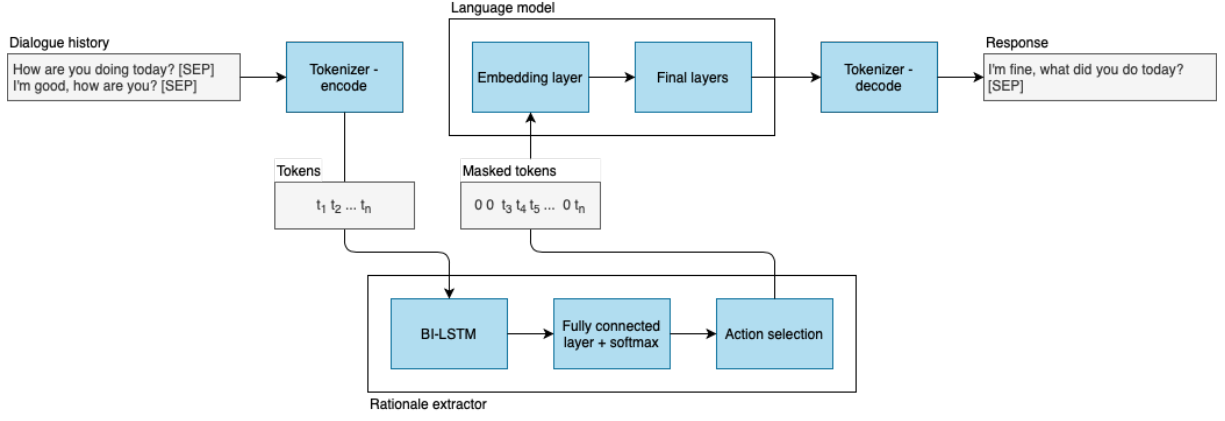 Language model
Dialogue history
How are you doing today? [SEP]
I'm good, how are you? [SEP]
Tokenizer -
encode
Embedding layer
Final layers
Tokenizer -
decode
Response
I'm fine, what did you do today?
[SEP]
Tokens
t1 t2 ... tn
Masked tokens
0 0 t3 t4 t5 ... 0 tn
BI-LSTM
Fully connected
layer + softmax
Action selection
Rationale extractor